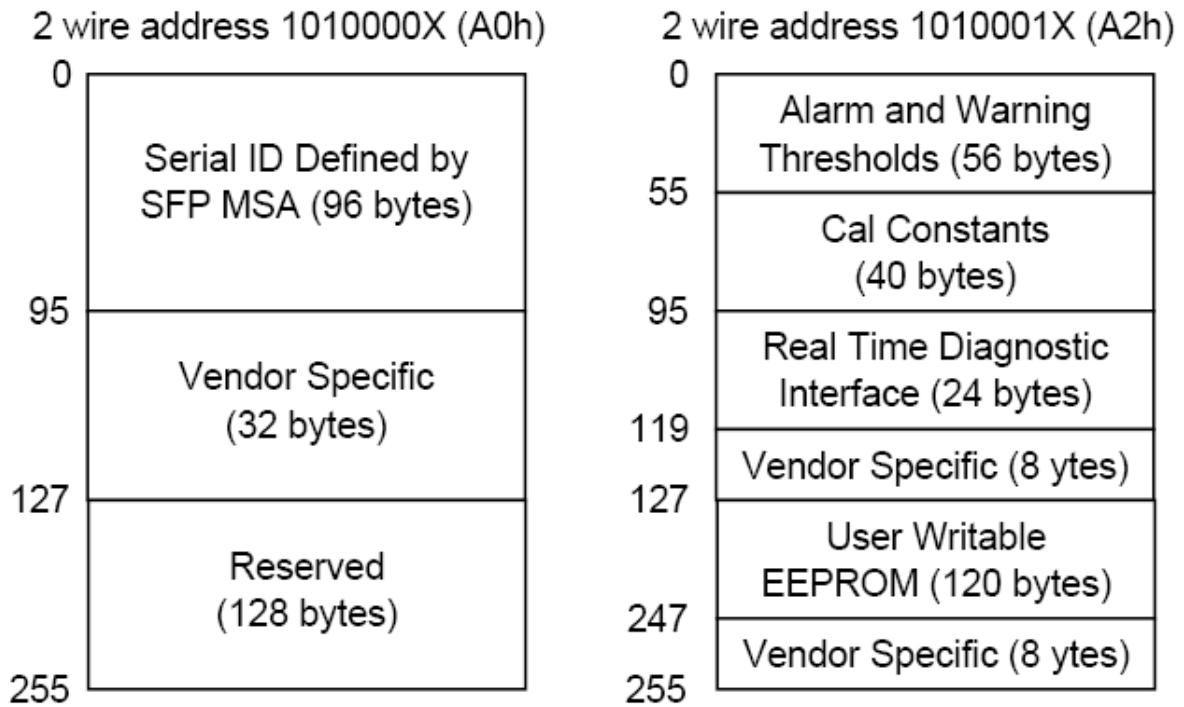 2 wire address 1010000X (A0h)
0
Serial ID Defined by
SFP MSA (96 bytes)
95
Vendor Specific
(32 bytes)
127
Reserved
(128 bytes)
255
2 wire address 1010001X (A2h)
0
Alarm and Warning
Thresholds (56 bytes)
55
Cal Constants
(40 bytes)
95
Real Time Diagnostic
Interface (24 bytes)
119
Vendor Specific (8 ytes)
127
User Writable
EEPROM (120 bytes)
247
Vendor Specific (8 ytes)
255